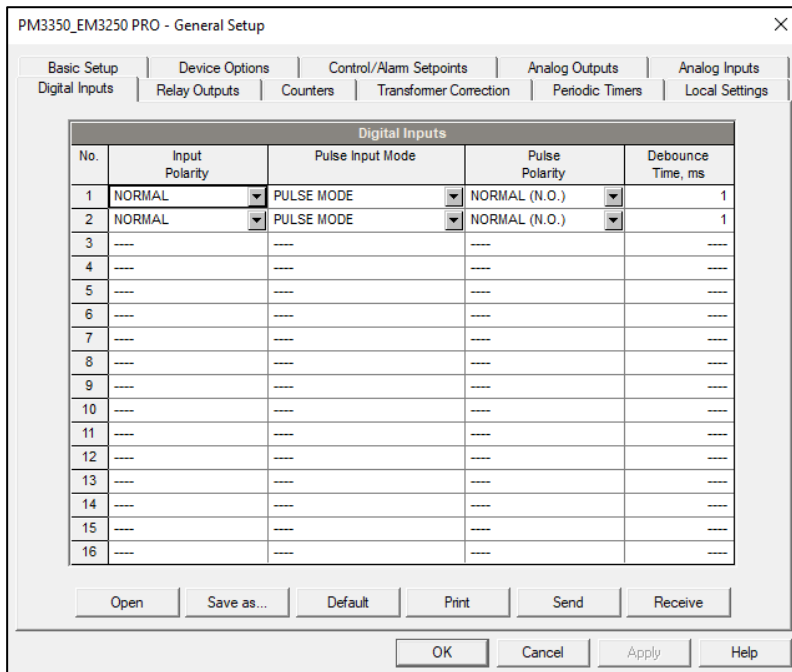 PM3350_EM3250 PRO - General Setup
Basic Setup Device Options Control/Alarm Setpoints Analog Outputs Analog Inputs
Digital Inputs Relay Outputs Counters Transformer Correction Periodic Timers Local Settings
Digital Inputs
No. Input Polarity Pulse Input Mode Pulse Polarity Debounce Time, ms
1 NORMAL PULSE MODE NORMAL (N.O.) 1
2 NORMAL PULSE MODE NORMAL (N.O.) 1
3 ---- ---- ---- ----
4 ---- ---- ---- ----
5 ---- ---- ---- ----
6 ---- ---- ---- ----
7 ---- ---- ---- ----
8 ---- ---- ---- ----
9 ---- ---- ---- ----
10 ---- ---- ---- ----
11 ---- ---- ---- ----
12 ---- ---- ---- ----
13 ---- ---- ---- ----
14 ---- ---- ---- ----
15 ---- ---- ---- ----
16 ---- ---- ---- ----
Open Save as... Default Print Send Receive
OK Cancel Apply Help